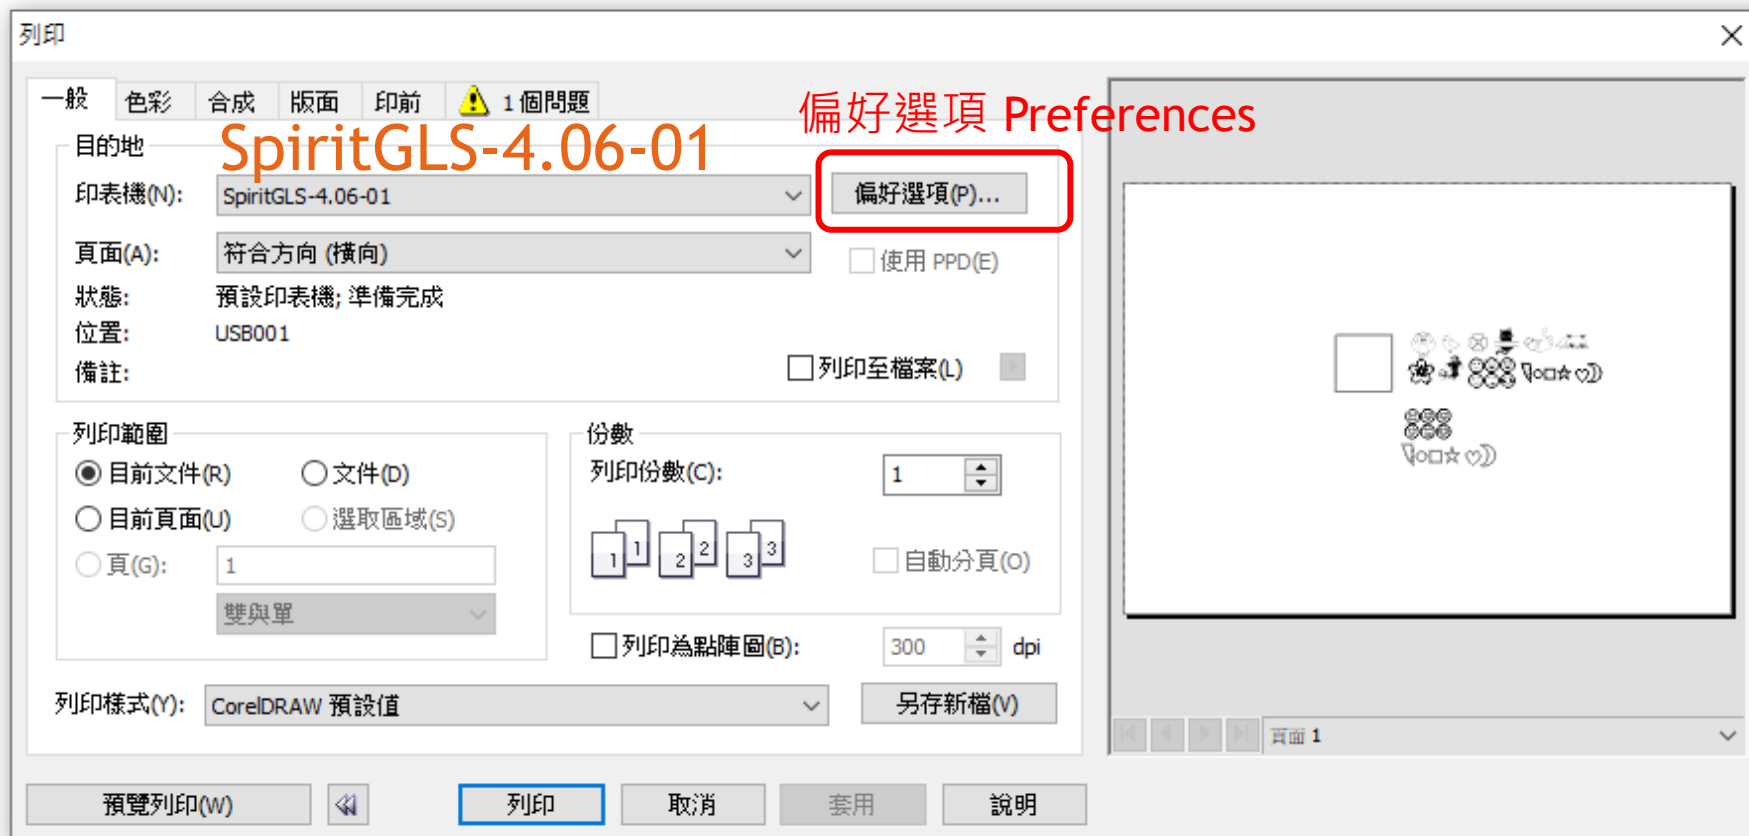 列印
一般 色彩 合成 版面 印前 1 個問題
偏好選項 Preferences
SpiritGLS-4.06-01
目的地
印表機(N): SpiritGLS-4.06-01 偏好選項(P)...
頁面(A): 符合方向 (橫向) 使用 PPD(E)
狀態: 預設印表機; 準備完成
位置: USB001
備註: 列印至檔案(L)
列印範圍
目前文件(R) 文件(D)
目前頁面(U) 選取區域(S)
頁(G): 1
雙與單
份數
列印份數(C): 1
1 1 2 2 3 3
自動分頁(O)
列印為點陣圖(B): 300 dpi
列印樣式(Y): CorelDRAW 預設值 另存新檔(V)
頁面 1
預覽列印(W) 列印 取消 套用 說明